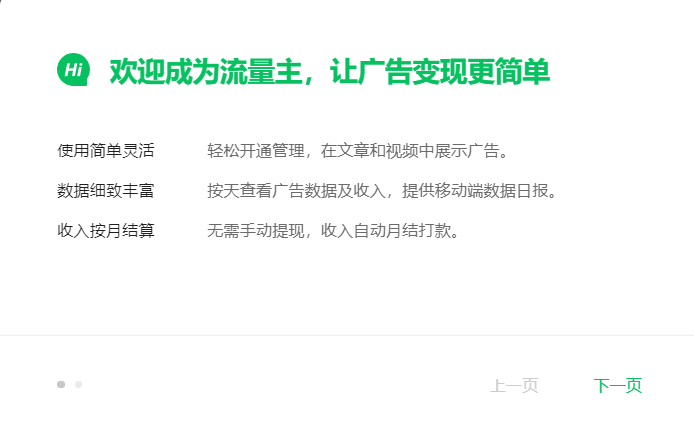 Hi 欢迎成为流量主，让广告变现更简单
使用简单灵活 轻松开通管理，在文章和视频中展示广告。
数据细致丰富 按天查看广告数据及收入，提供移动端数据日报。
收入按月结算 无需手动提现，收入自动月结打款。
上一页 下一页